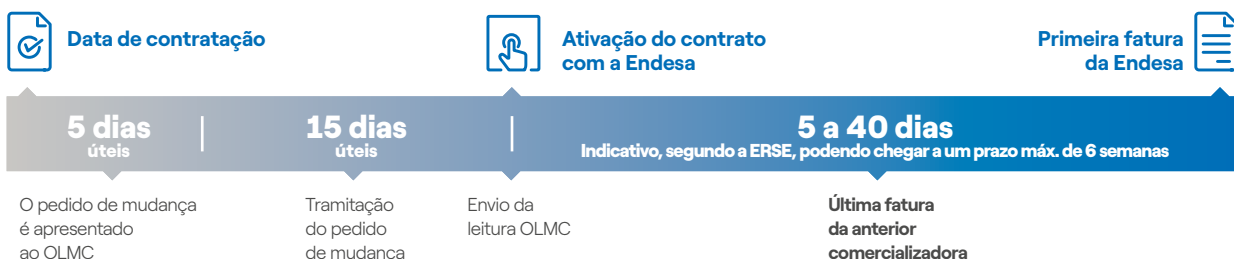 Data de contratação
Ativação do contrato
com a Endesa
Primeira fatura
da Endesa
5 dias
úteis
15 dias
úteis
5 a 40 dias
Indicativo, segundo a ERSE, podendo chegar a um prazo máx. de 6 semanas
O pedido de mudança
é apresentado
ao OLMC
Tramitação
do pedido
de mudança
Envio da
leitura OLMC
Última fatura
da anterior
comercializadora